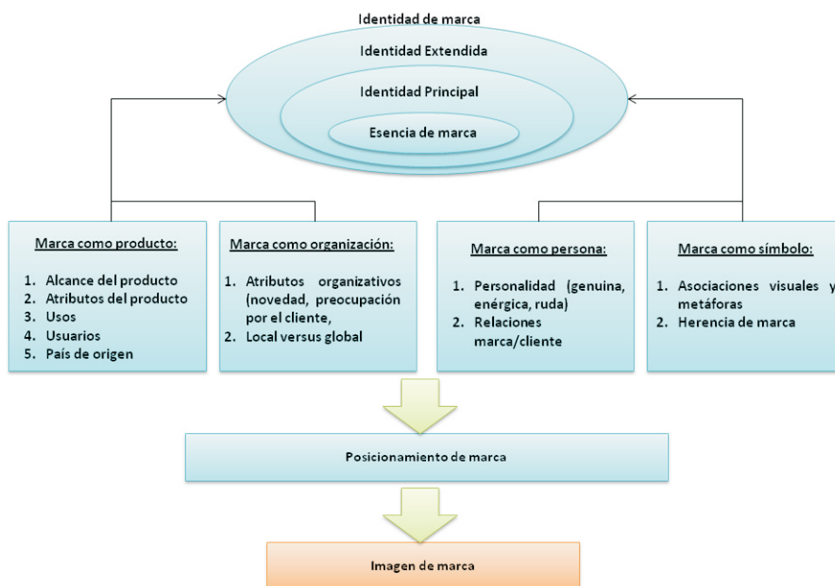 Identidad de marca
Identidad Extendida
Identidad Principal
Esencia de marca
Marca como producto:
1. Alcance del producto
2. Atributos del producto
3. Usos
4. Usuarios
5. País de origen
Marca como organización:
1. Atributos organizativos
(novedad, preocupación
por el cliente,
2. Local versus global
Marca como persona:
1. Personalidad (genuina,
enérgica, ruda)
2. Relaciones
marca/cliente
Marca como símbolo:
1. Asociaciones visuales y
metáforas
2. Herencia de marca
Posicionamiento de marca
Imagen de marca